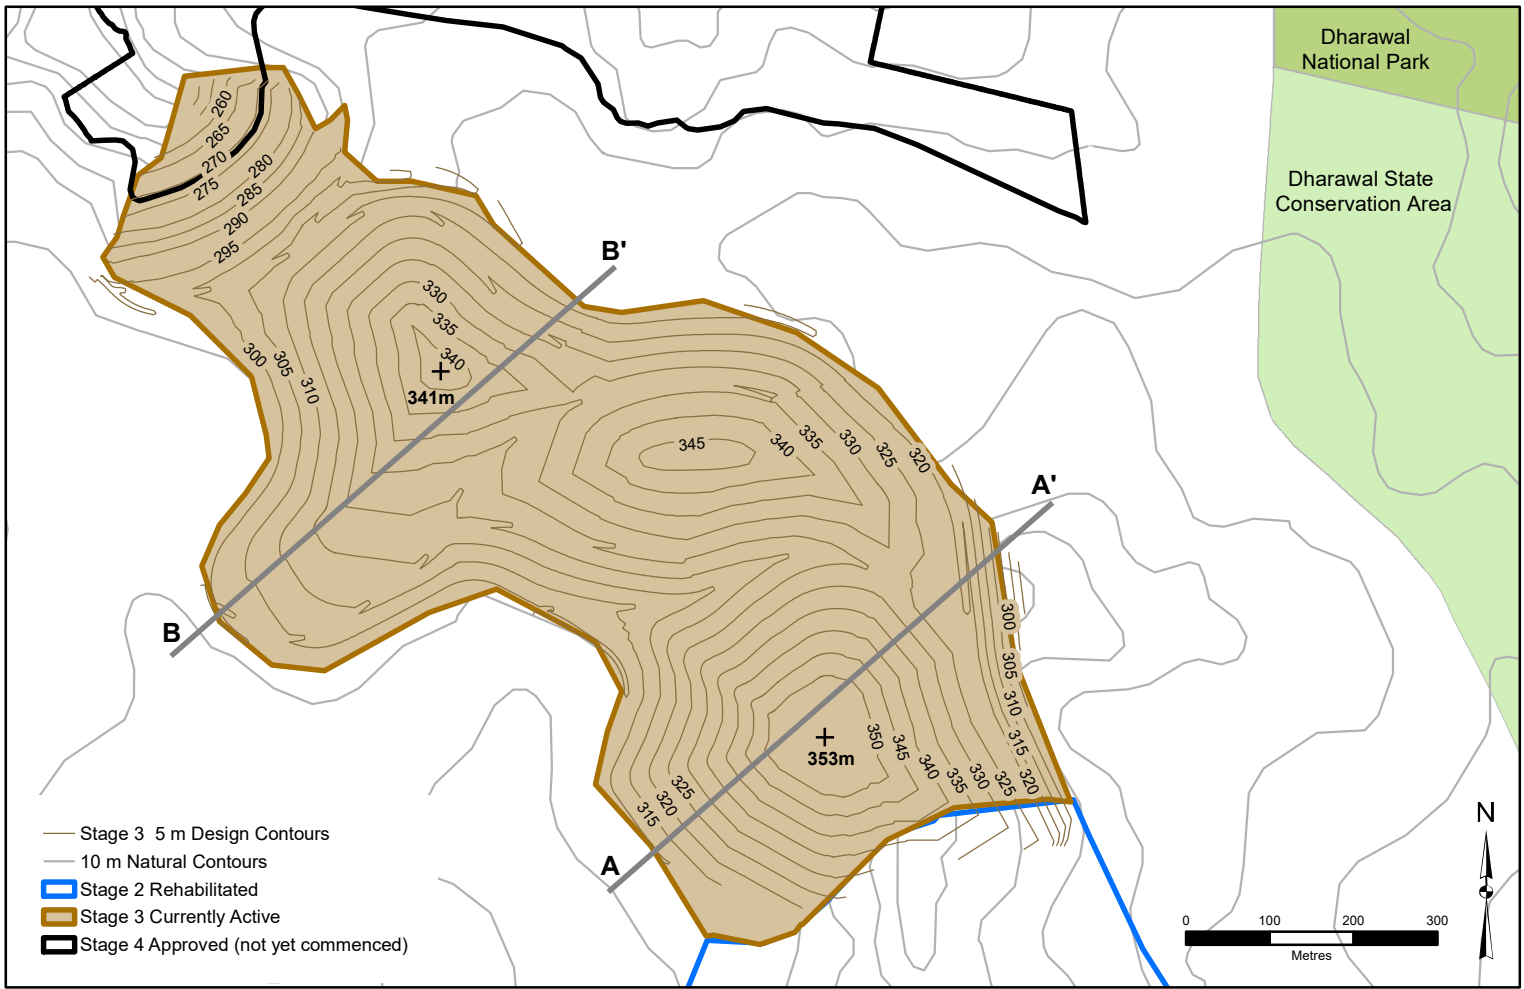 Dharawal
National Park
Dharawal State
Conservation Area
260
265
270
275
280
285
290
295
B'
330
335
340
341m
300
305
310
345
340
335
330
325
320
A'
B
300
305
310
315
320
325
330
335
340
345
350
353m
325
320
315
A
Stage 3 5 m Design Contours
10 m Natural Contours
Stage 2 Rehabilitated
Stage 3 Currently Active
Stage 4 Approved (not yet commenced)
N
0 100 200 300
Metres